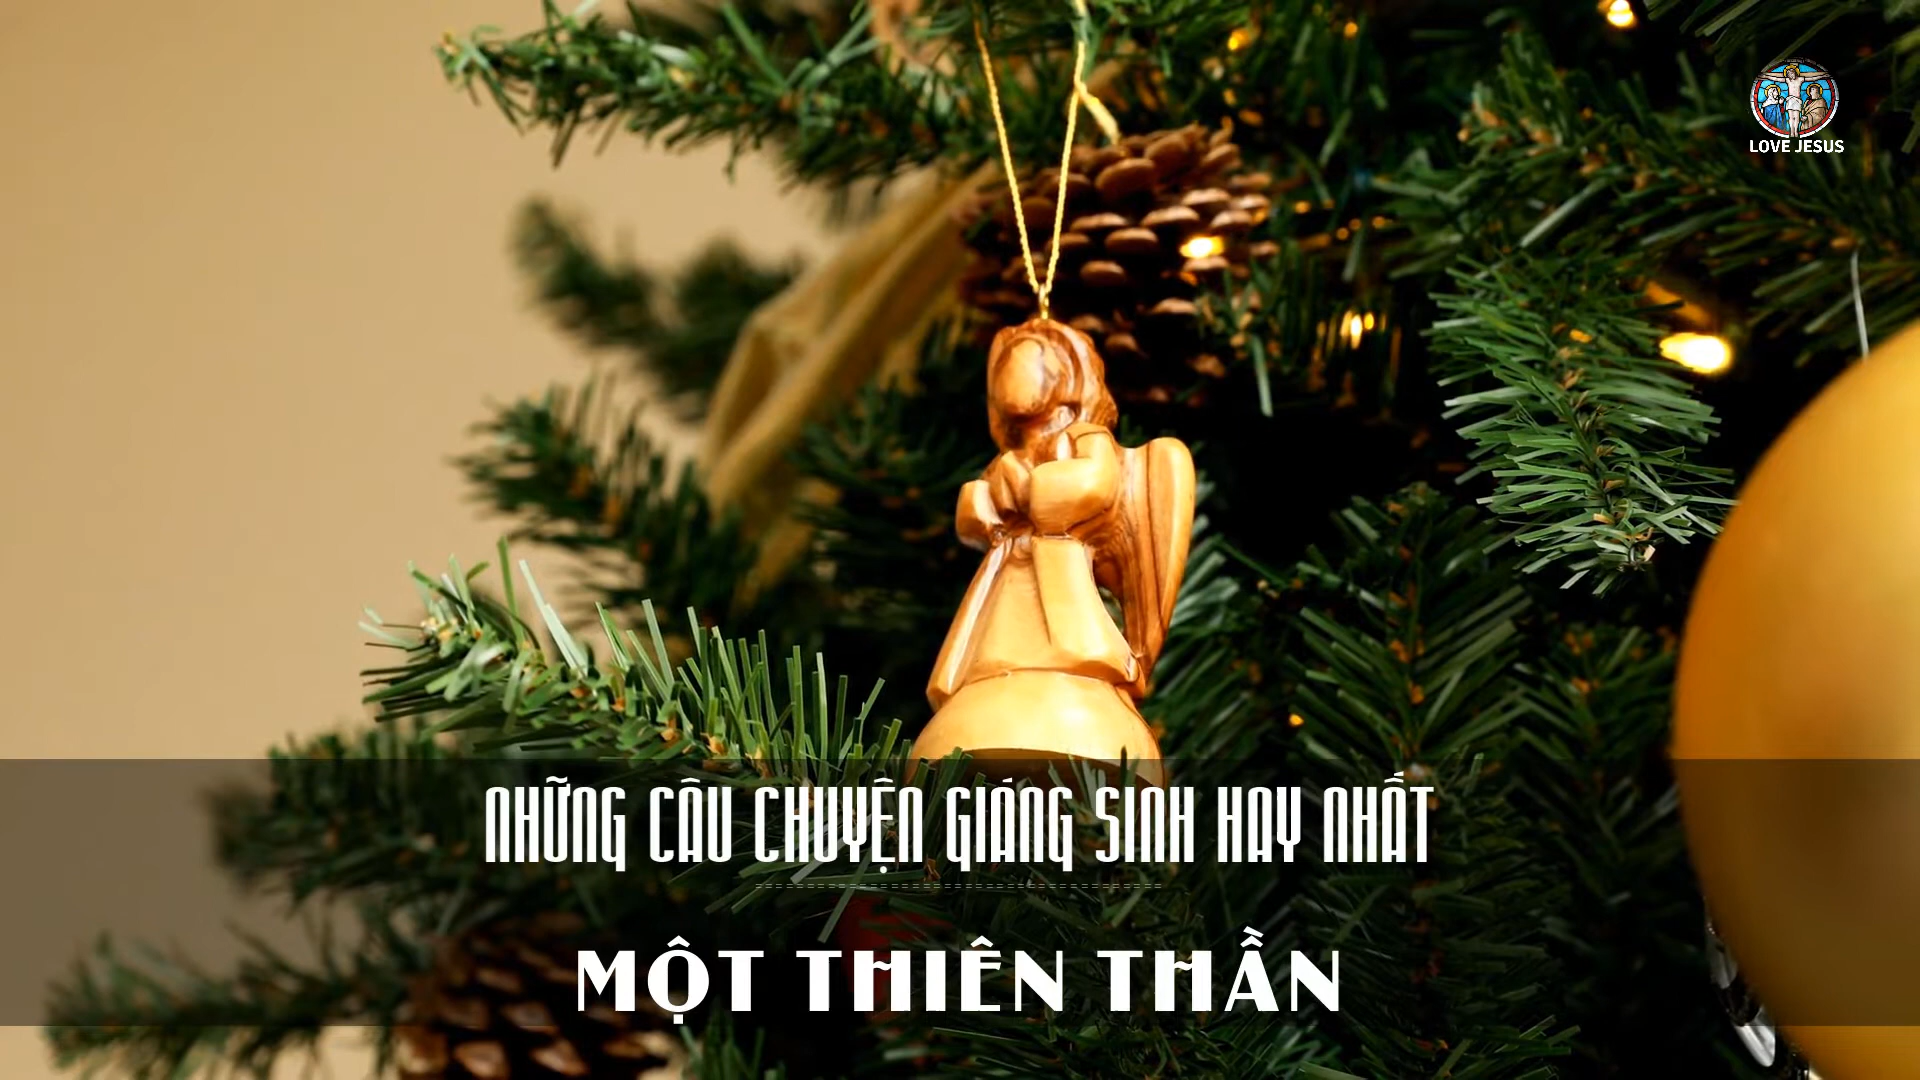 LOVE JESUS
NHỮNG CÂU CHUYỆN GIÁNG SINH HAY NHẤT
MỘT THIÊN THẦN